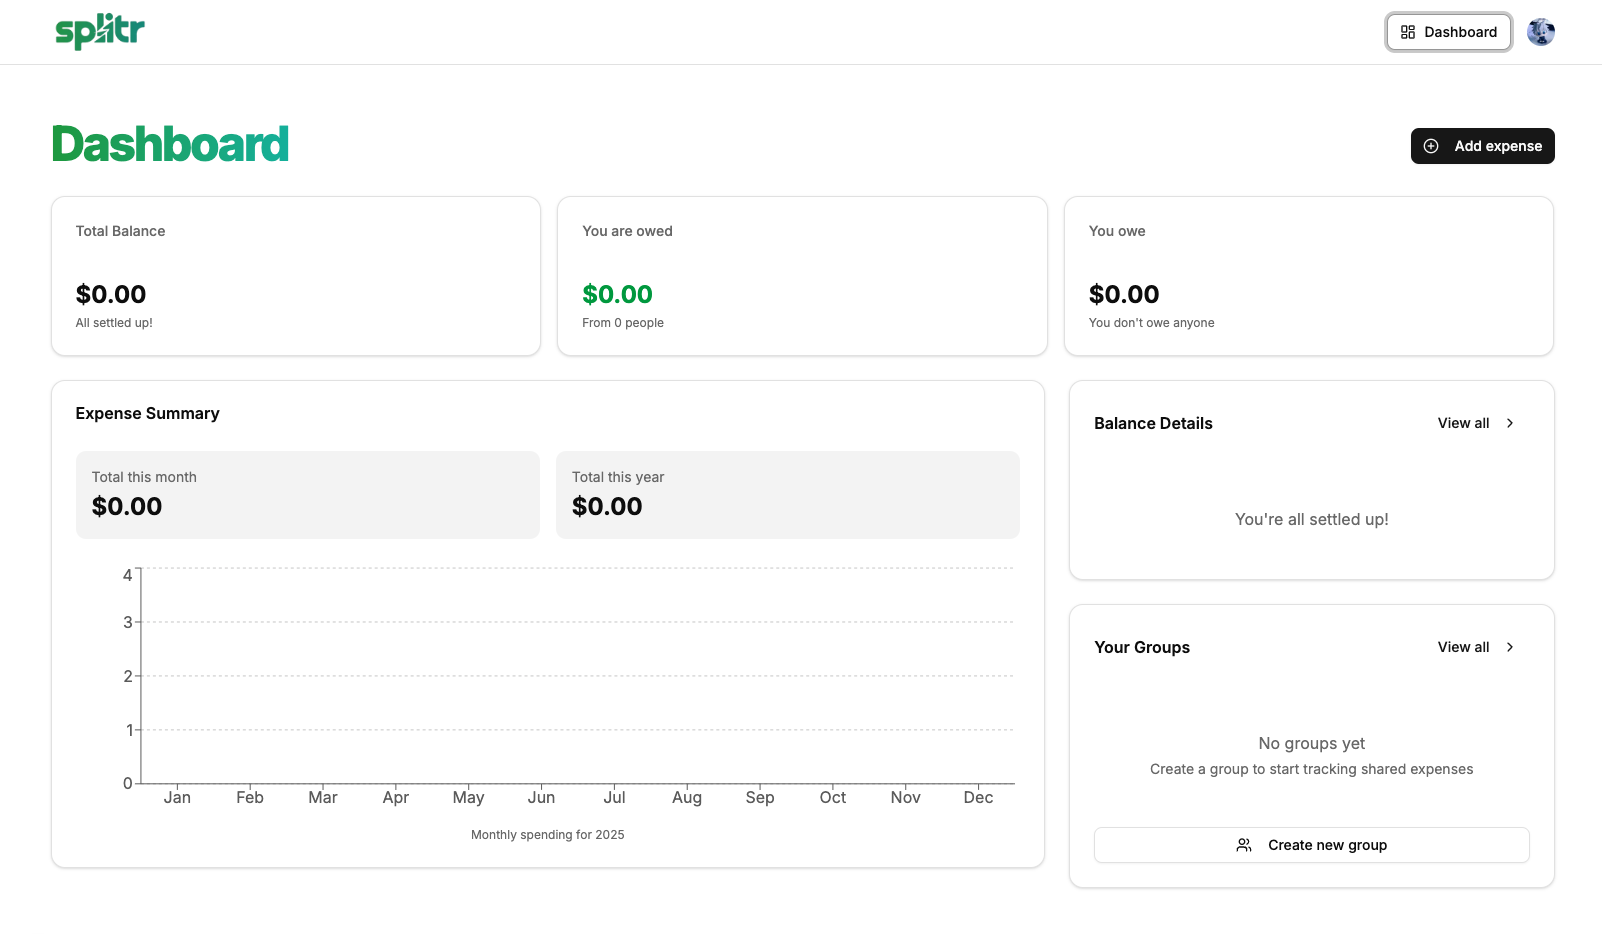 splitr
Dashboard
Dashboard
Add expense
Total Balance
$0.00
All settled up!
You are owed
$0.00
From 0 people
You owe
$0.00
You don't owe anyone
Expense Summary
Total this month
$0.00
Total this year
$0.00
4
3
2
1
0
Jan Feb Mar Apr May Jun Jul Aug Sep Oct Nov Dec
Monthly spending for 2025
Balance Details
View all
You're all settled up!
Your Groups
View all
No groups yet
Create a group to start tracking shared expenses
Create new group